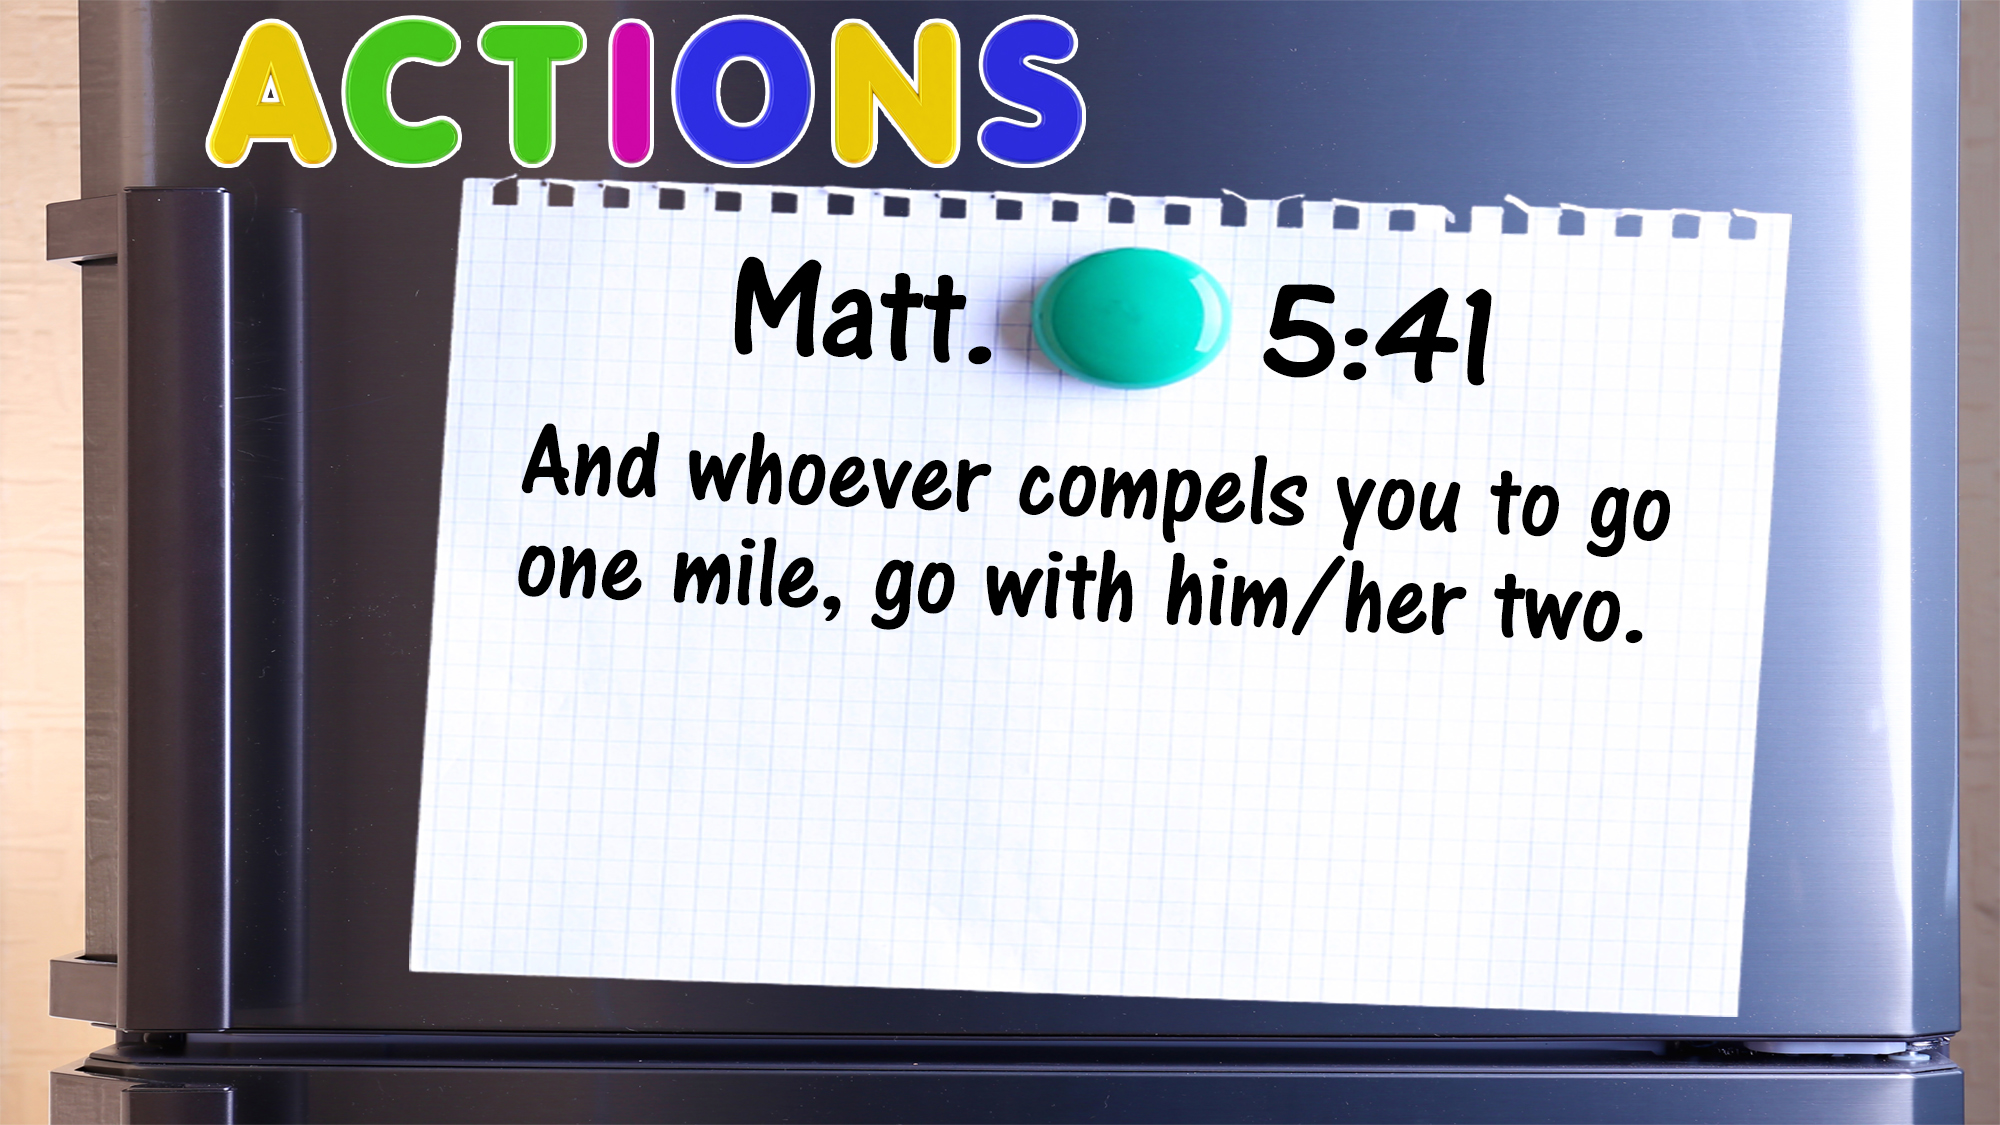 ACTIONS
Matt. 5:41
And whoever compels you to go
one mile, go with him/her two.